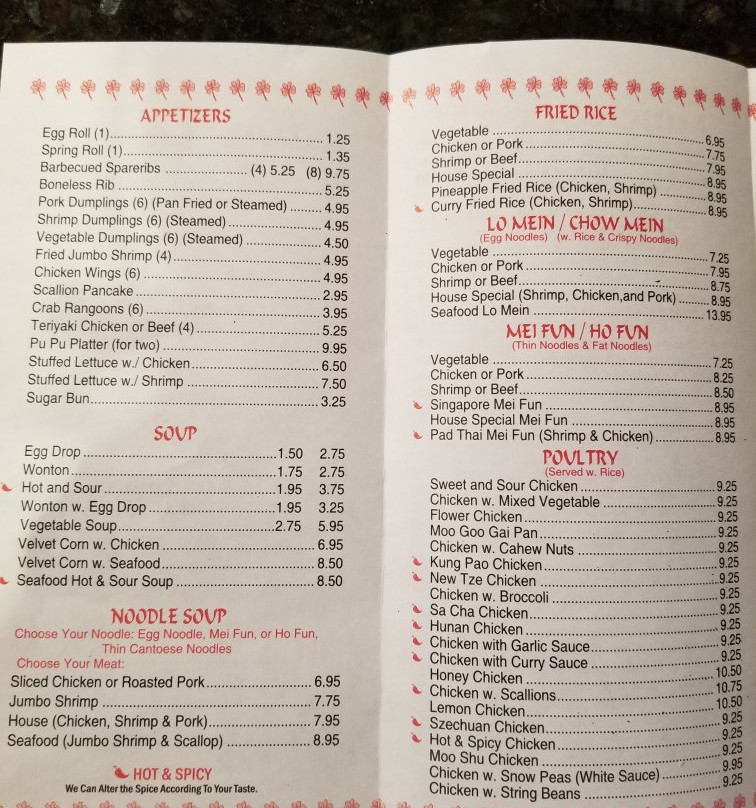 APPETIZERS
Egg Roll (1) 1.25
Spring Roll (1) 1.35
Barbecued Spareribs (4) 5.25 (8) 9.75
Boneless Rib 5.25
Pork Dumplings (6) (Pan Fried or Steamed) 4.95
Shrimp Dumplings (6) (Steamed) 4.95
Vegetable Dumplings (6) (Steamed) 4.50
Fried Jumbo Shrimp (4) 4.95
Chicken Wings (6) 4.95
Scallion Pancake 2.95
Crab Rangoons (6) 3.95
Teriyaki Chicken or Beef (4) 5.25
Pu Pu Platter (for two) 9.95
Stuffed Lettuce w./ Chicken 6.50
Stuffed Lettuce w./ Shrimp 7.50
Sugar Bun 3.25
SOUP
Egg Drop 1.50 2.75
Wonton 1.75 2.75
Hot and Sour 1.95 3.75
Wonton w. Egg Drop 1.95 3.25
Vegetable Soup 2.75 5.95
Velvet Corn w. Chicken 6.95
Velvet Corn w. Seafood 8.50
Seafood Hot & Sour Soup 8.50
NOODLE SOUP
Choose Your Noodle: Egg Noodle, Mei Fun, or Ho Fun,
Thin Cantoese Noodles
Choose Your Meat:
Sliced Chicken or Roasted Pork 6.95
Jumbo Shrimp 7.75
House (Chicken, Shrimp & Pork) 7.95
Seafood (Jumbo Shrimp & Scallop) 8.95
HOT & SPICY
We Can Alter the Spice According To Your Taste.
FRIED RICE
Vegetable 6.95
Chicken or Pork 7.75
Shrimp or Beef 7.95
House Special 8.95
Pineapple Fried Rice (Chicken, Shrimp) 8.95
Curry Fried Rice (Chicken, Shrimp) 8.95
LO MEIN / CHOW MEIN
(Egg Noodles) (w. Rice & Crispy Noodles)
Vegetable 7.25
Chicken or Pork 7.95
Shrimp or Beef 8.75
House Special (Shrimp, Chicken,and Pork) 8.95
Seafood Lo Mein 13.95
MEI FUN / HO FUN
(Thin Noodles & Fat Noodles)
Vegetable 7.25
Chicken or Pork 8.25
Shrimp or Beef 8.50
Singapore Mei Fun 8.95
House Special Mei Fun 8.95
Pad Thai Mei Fun (Shrimp & Chicken) 8.95
POULTRY
(Served w. Rice)
Sweet and Sour Chicken 9.25
Chicken w. Mixed Vegetable 9.25
Flower Chicken 9.25
Moo Goo Gai Pan 9.25
Chicken w. Cahew Nuts 9.25
Kung Pao Chicken 9.25
New Tze Chicken 9.25
Chicken w. Broccoli 9.25
Sa Cha Chicken 9.25
Hunan Chicken 9.25
Chicken with Garlic Sauce 9.25
Chicken with Curry Sauce 9.25
Honey Chicken 10.50
Chicken w. Scallions 10.75
Lemon Chicken 10.50
Szechuan Chicken 9.25
Hot & Spicy Chicken 9.25
Moo Shu Chicken 9.25
Chicken w. Snow Peas (White Sauce) 9.95
Chicken w. String Beans 9.25